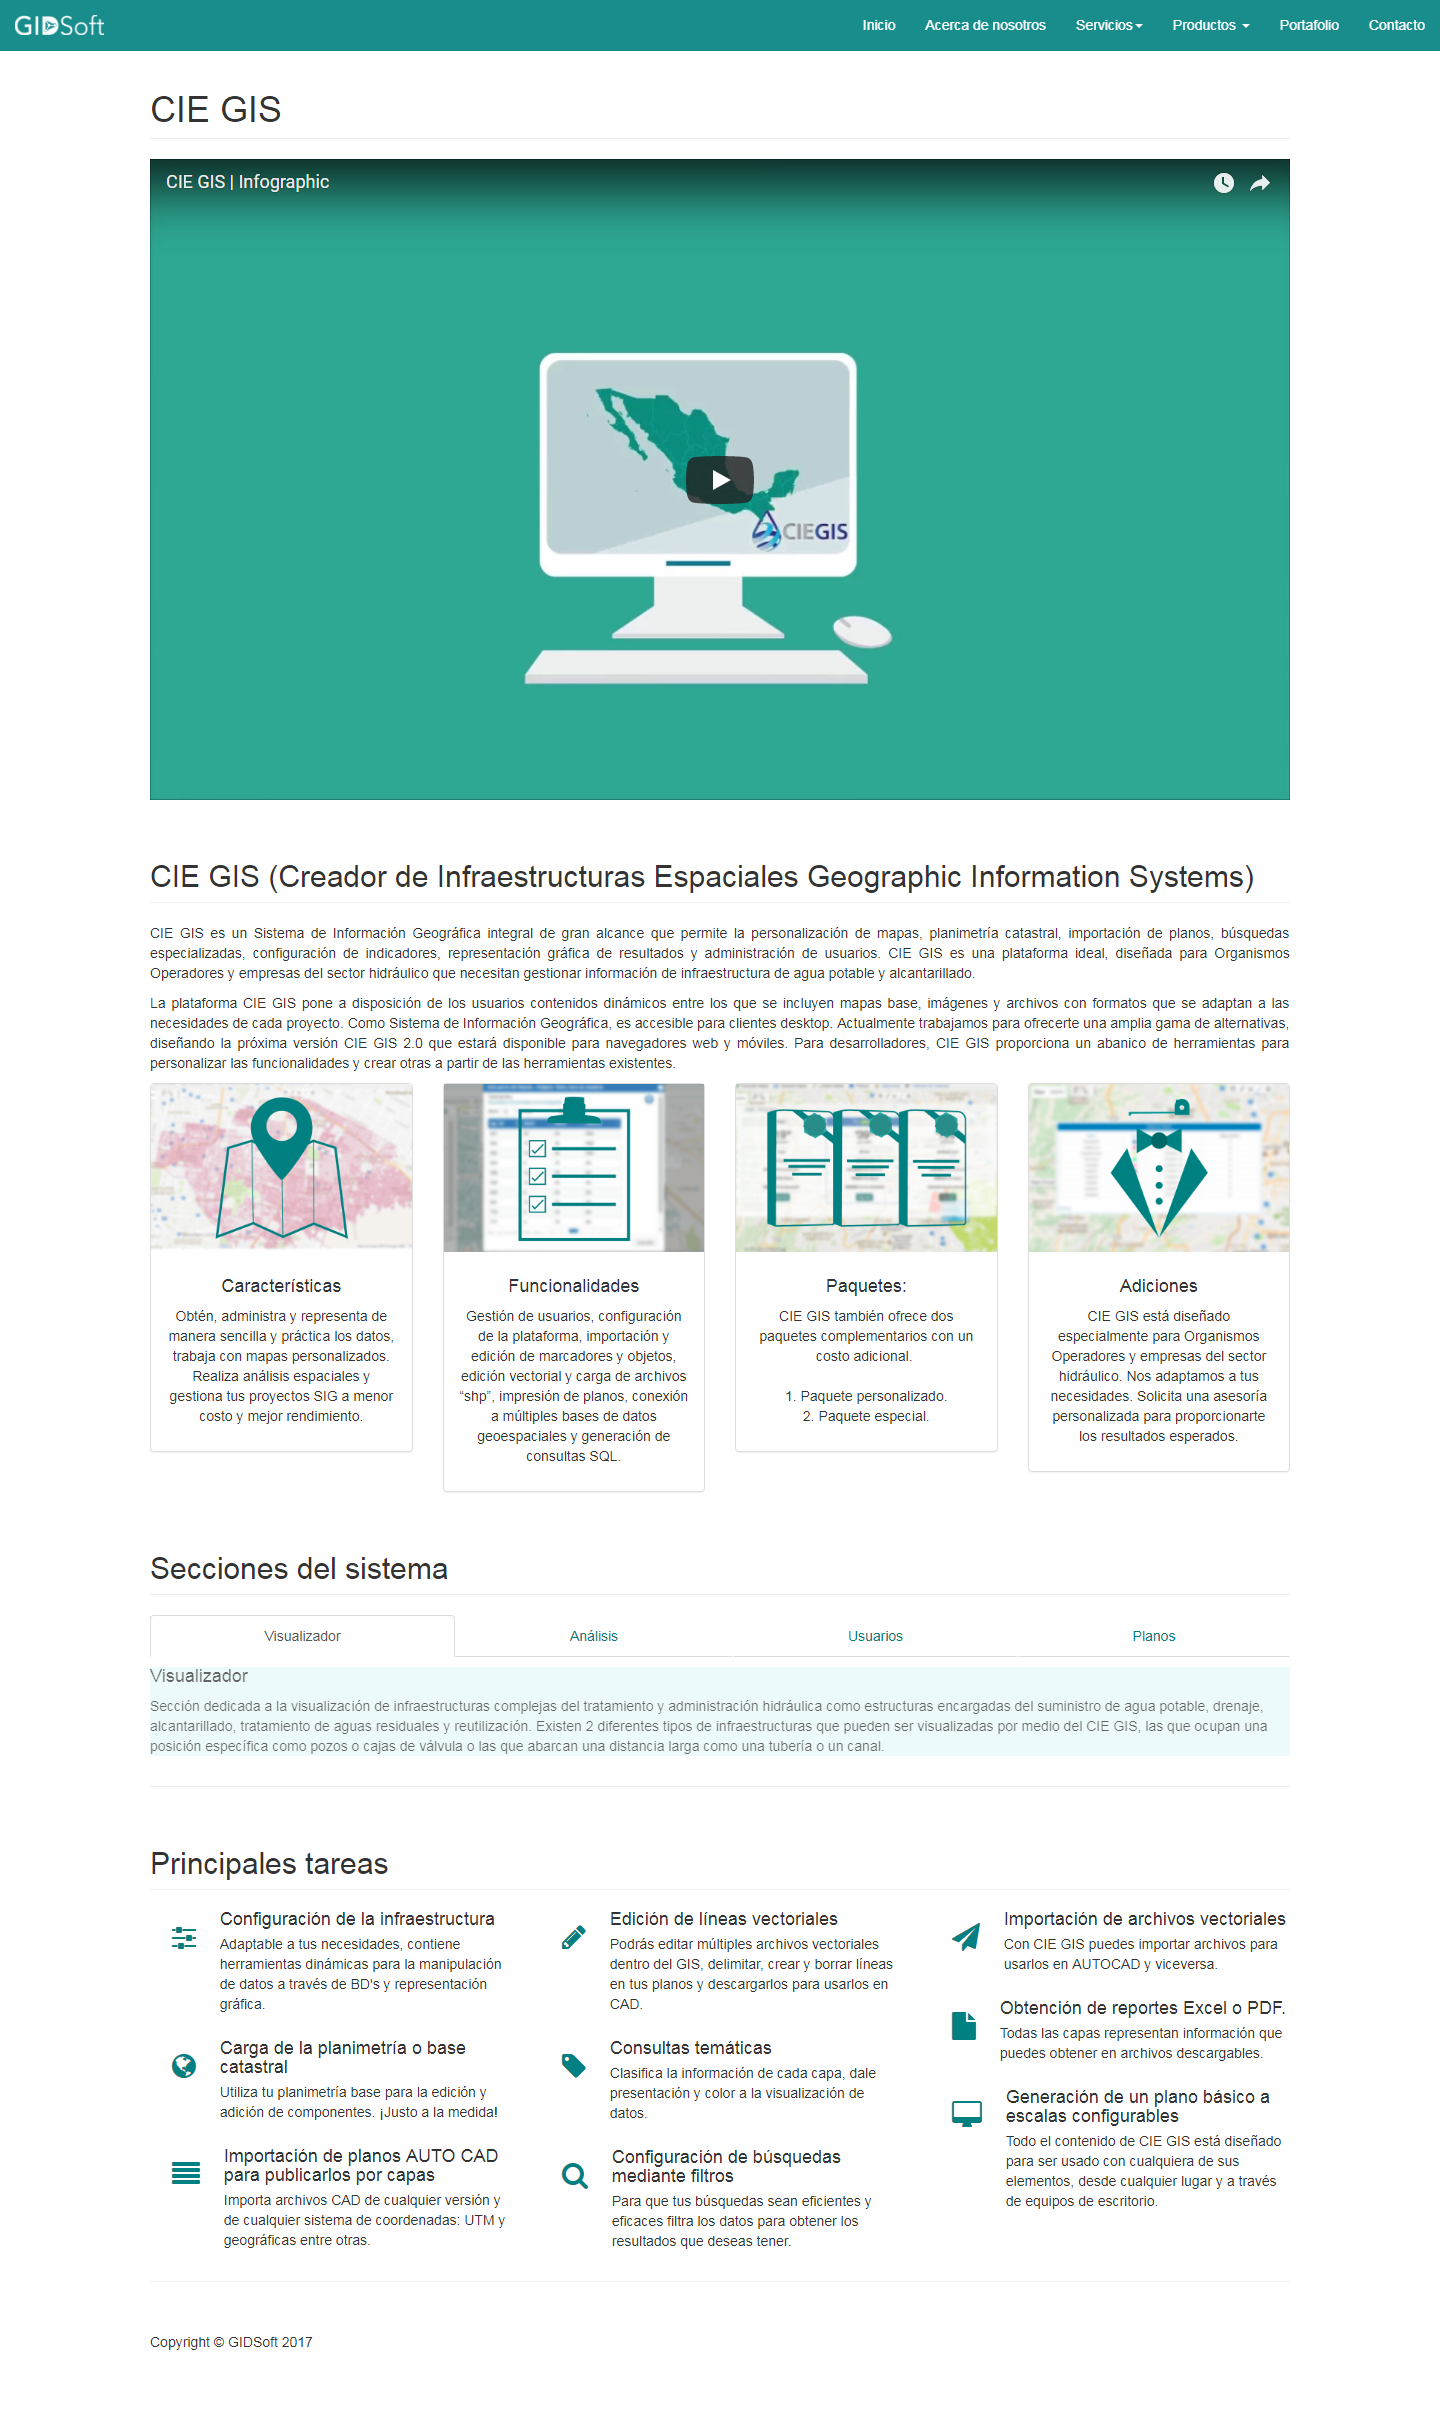 GIDSoft
Inicio
Acerca de nosotros
Servicios
Productos
Portafolio
Contacto
CIE GIS
CIE GIS | Infographic
CIEGIS
CIE GIS (Creador de Infraestructuras Espaciales Geographic Information Systems)
CIE GIS es un Sistema de Información Geográfica integral de gran alcance que permite la personalización de mapas, planimetría catastral, importación de planos, búsquedas
especializadas, configuración de indicadores, representación gráfica de resultados y administración de usuarios. CIE GIS es una plataforma ideal, diseñada para Organismos
Operadores y empresas del sector hidráulico que necesitan gestionar información de infraestructura de agua potable y alcantarillado.
La plataforma CIE GIS pone a disposición de los usuarios contenidos dinámicos entre los que se incluyen mapas base, imágenes y archivos con formatos que se adaptan a las
necesidades de cada proyecto. Como Sistema de Información Geográfica, es accesible para clientes desktop. Actualmente trabajamos para ofrecerte una amplia gama de alternativas,
diseñando la próxima versión CIE GIS 2.0 que estará disponible para navegadores web y móviles. Para desarrolladores, CIE GIS proporciona un abanico de herramientas para
personalizar las funcionalidades y crear otras a partir de las herramientas existentes.
Características
Obtén, administra y representa de
manera sencilla y práctica los datos,
trabaja con mapas personalizados.
Realiza análisis espaciales y
gestiona tus proyectos SIG a menor
costo y mejor rendimiento.
Funcionalidades
Gestión de usuarios, configuración
de la plataforma, importación y
edición de marcadores y objetos,
edición vectorial y carga de archivos
“shp”, impresión de planos, conexión
a múltiples bases de datos
geoespaciales y generación de
consultas SQL.
Paquetes:
CIE GIS también ofrece dos
paquetes complementarios con un
costo adicional.
1. Paquete personalizado.
2. Paquete especial.
Adiciones
CIE GIS está diseñado
especialmente para Organismos
Operadores y empresas del sector
hidráulico. Nos adaptamos a tus
necesidades. Solicita una asesoría
personalizada para proporcionarte
los resultados esperados.
Secciones del sistema
Visualizador
Análisis
Usuarios
Planos
Visualizador
Sección dedicada a la visualización de infraestructuras complejas del tratamiento y administración hidráulica como estructuras encargadas del suministro de agua potable, drenaje,
alcantarillado, tratamiento de aguas residuales y reutilización. Existen 2 diferentes tipos de infraestructuras que pueden ser visualizadas por medio del CIE GIS, las que ocupan una
posición específica como pozos o cajas de válvula o las que abarcan una distancia larga como una tubería o un canal.
Principales tareas
Configuración de la infraestructura
Adaptable a tus necesidades, contiene
herramientas dinámicas para la manipulación
de datos a través de BD's y representación
gráfica.
Carga de la planimetría o base
catastral
Utiliza tu planimetría base para la edición y
adición de componentes. ¡Justo a la medida!
Importación de planos AUTO CAD
para publicarlos por capas
Importa archivos CAD de cualquier versión y
de cualquier sistema de coordenadas: UTM y
geográficas entre otras.
Edición de líneas vectoriales
Podrás editar múltiples archivos vectoriales
dentro del GIS, delimitar, crear y borrar líneas
en tus planos y descargarlos para usarlos en
CAD.
Consultas temáticas
Clasifica la información de cada capa, dale
presentación y color a la visualización de
datos.
Configuración de búsquedas
mediante filtros
Para que tus búsquedas sean eficientes y
eficaces filtra los datos para obtener los
resultados que deseas tener.
Importación de archivos vectoriales
Con CIE GIS puedes importar archivos para
usarlos en AUTOCAD y viceversa.
Obtención de reportes Excel o PDF.
Todas las capas representan información que
puedes obtener en archivos descargables.
Generación de un plano básico a
escalas configurables
Todo el contenido de CIE GIS está diseñado
para ser usado con cualquiera de sus
elementos, desde cualquier lugar y a través
de equipos de escritorio.
Copyright © GIDSoft 2017